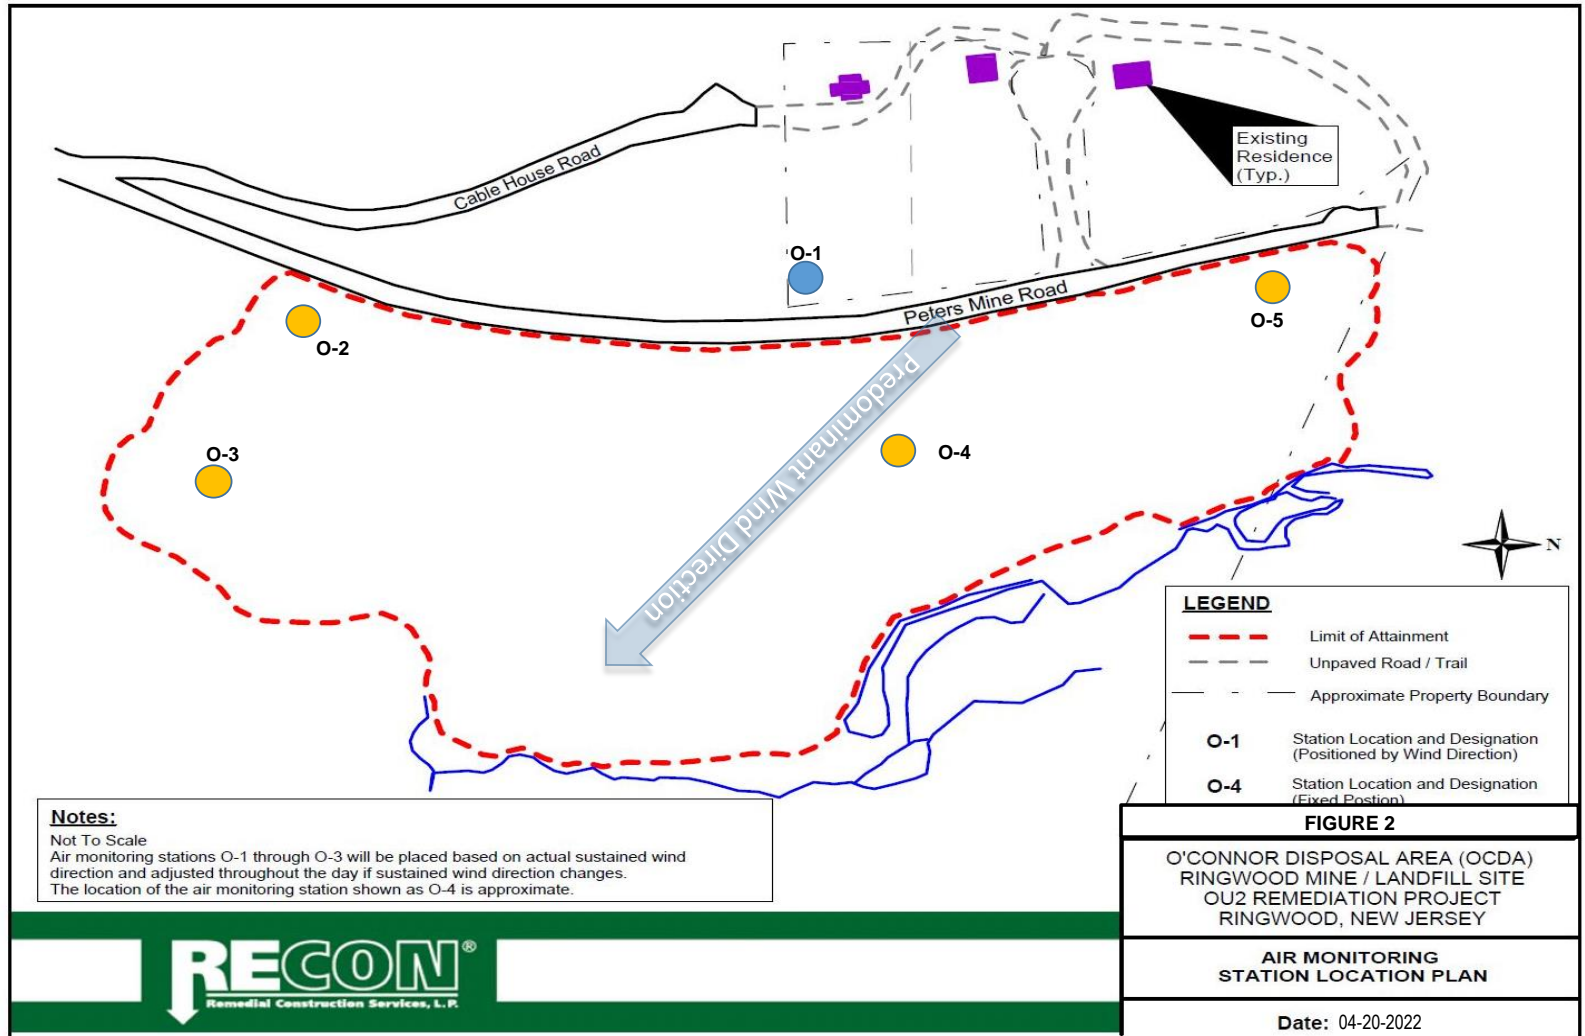 Existing
Residence
(Typ.)
Cable House Road
O-1
Peters Mine Road
O-5
O-2
Predominant Wind Direction
O-4
O-3
N
LEGEND
Limit of Attainment
Unpaved Road / Trail
Approximate Property Boundary
O-1
Station Location and Designation
(Positioned by Wind Direction)
O-4
Station Location and Designation
(Fixed Postion)
Notes:
Not To Scale
Air monitoring stations O-1 through O-3 will be placed based on actual sustained wind
direction and adjusted throughout the day if sustained wind direction changes.
The location of the air monitoring station shown as O-4 is approximate.
FIGURE 2
O'CONNOR DISPOSAL AREA (OCDA)
RINGWOOD MINE / LANDFILL SITE
OU2 REMEDIATION PROJECT
RINGWOOD, NEW JERSEY
AIR MONITORING
STATION LOCATION PLAN
Date: 04-20-2022
RECON®
Remedial Construction Services, L.P.